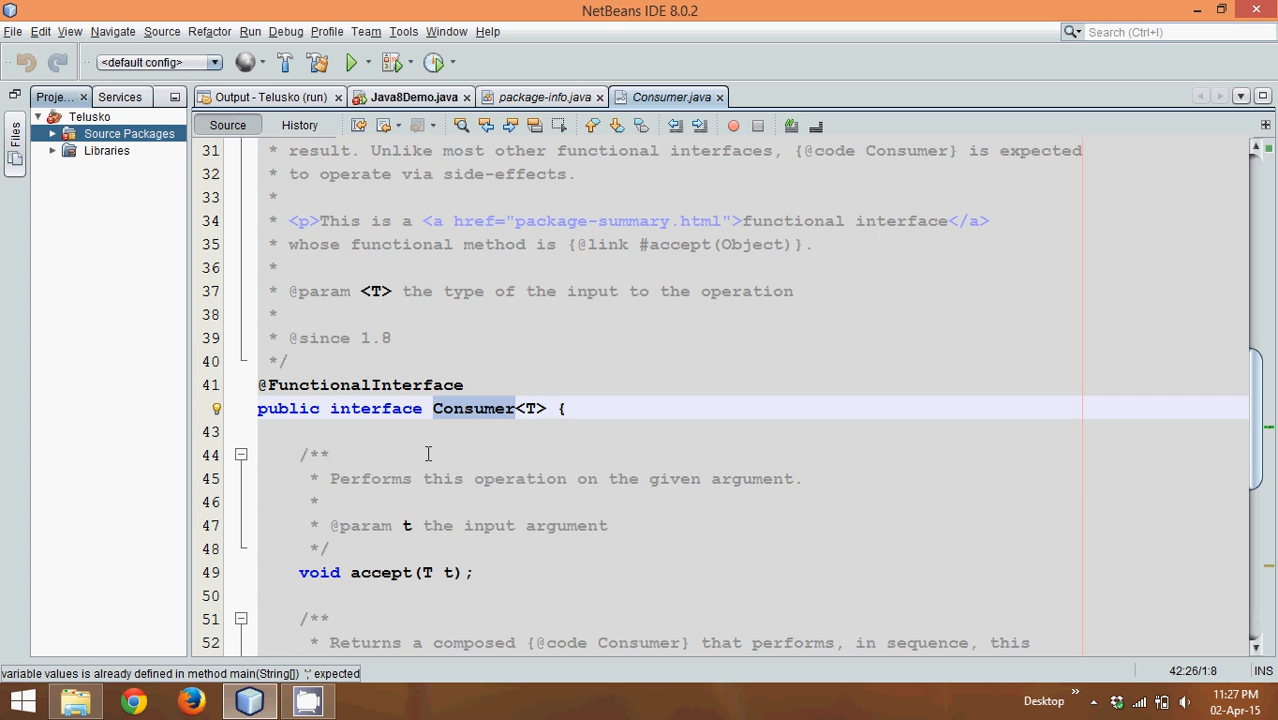 NetBeans IDE 8.0.2
File Edit View Navigate Source Refactor Run Debug Profile Team Tools Window Help
Search (Ctrl+I)
<default config>
Proje... Services
Output - Telusko (run) Java8Demo.java package-info.java Consumer.java
Files
Telusko
Source Packages
Libraries
Source History
31 * result. Unlike most other functional interfaces, {@code Consumer} is expected
32 * to operate via side-effects.
33 *
34 * <p>This is a <a href="package-summary.html">functional interface</a>
35 * whose functional method is {@link #accept(Object)}.
36 *
37 * @param <T> the type of the input to the operation
38 *
39 * @since 1.8
40 */
41 @FunctionalInterface
public interface Consumer<T> {
43
44 /**
45 * Performs this operation on the given argument.
46 *
47 * @param t the input argument
48 */
49 void accept(T t);
50
51 /**
52 * Returns a composed {@code Consumer} that performs, in sequence, this
variable values is already defined in method main(String[]) ';' expected
42:26/1:8 INS
Desktop
11:27 PM
02-Apr-15